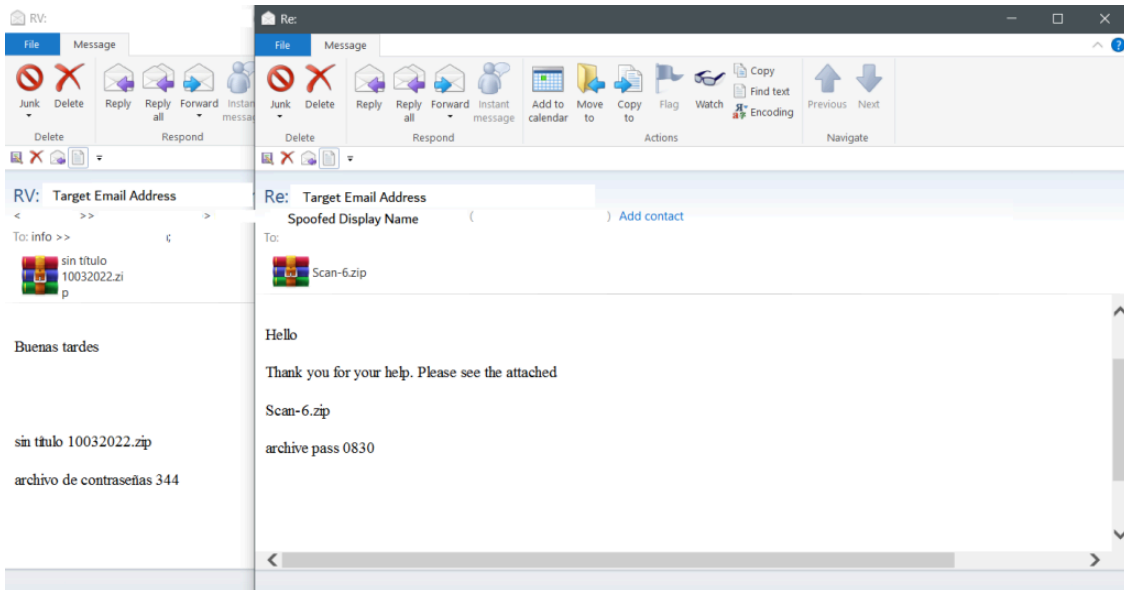 RV:
File Message
Junk Delete Reply Reply all Forward
Delete Respond
RV: Target Email Address
< >> >
To: info >>
sin título
10032022.zi
p
Buenas tardes
sin título 10032022.zip
archivo de contraseñas 344
Re:
File Message
Junk Delete Reply Reply all Forward Instant message Add to calendar Move to Copy to Flag Watch Copy Find text Encoding Previous Next
Delete Respond Actions Navigate
Re: Target Email Address
Spoofed Display Name ( ) Add contact
To:
Scan-6.zip
Hello
Thank you for your help. Please see the attached
Scan-6.zip
archive pass 0830